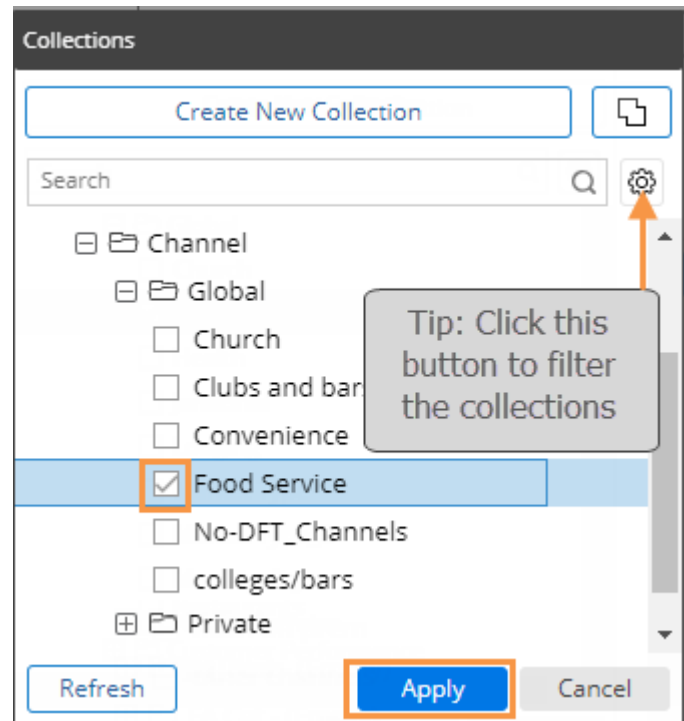 Collections
Create New Collection
Search
Channel
Global
Church
Clubs and bar
Convenience
Food Service
No-DFT_Channels
colleges/bars
Private
Tip: Click this
button to filter
the collections
Refresh
Apply
Cancel